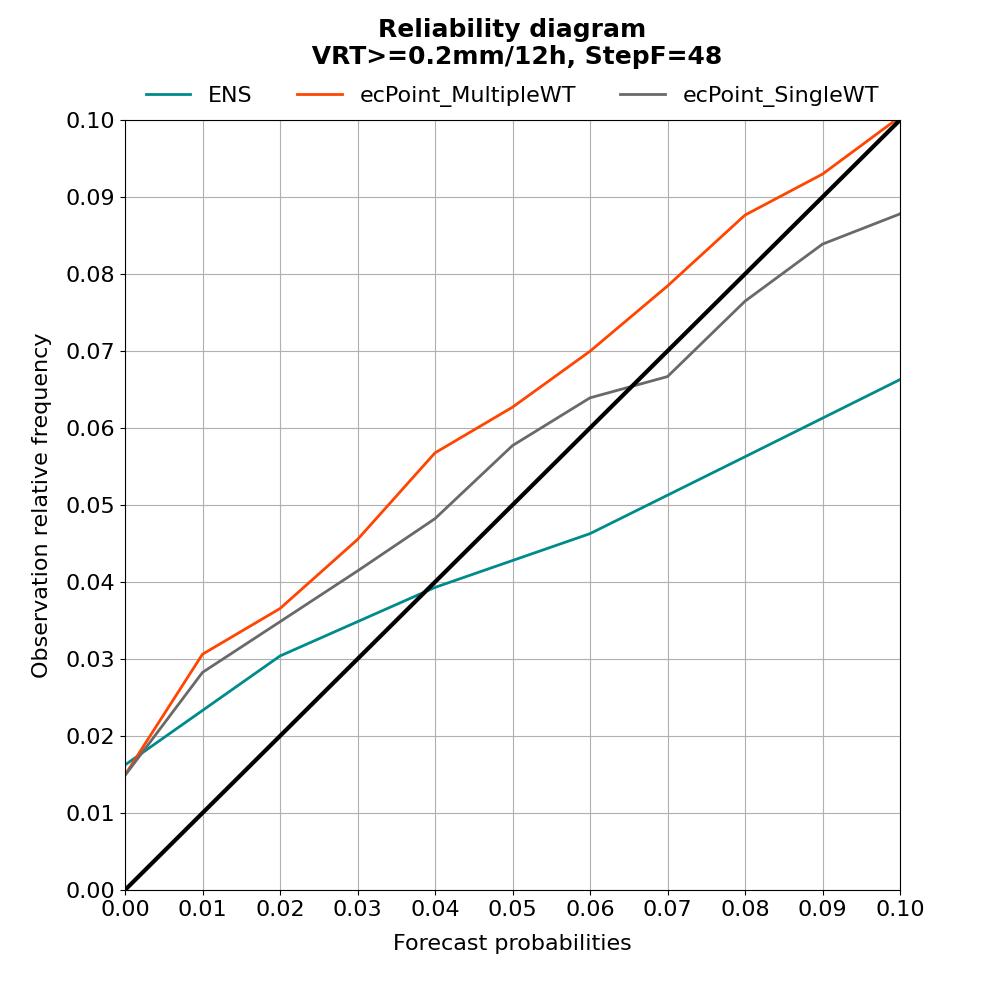 Reliability diagram
VRT>=0.2mm/12h, StepF=48
ENS ecPoint_MultipleWT ecPoint_SingleWT
0.10
0.09
0.08
0.07
0.06
0.05
0.04
0.03
0.02
0.01
0.00
Observation relative frequency
0.00 0.01 0.02 0.03 0.04 0.05 0.06 0.07 0.08 0.09 0.10
Forecast probabilities